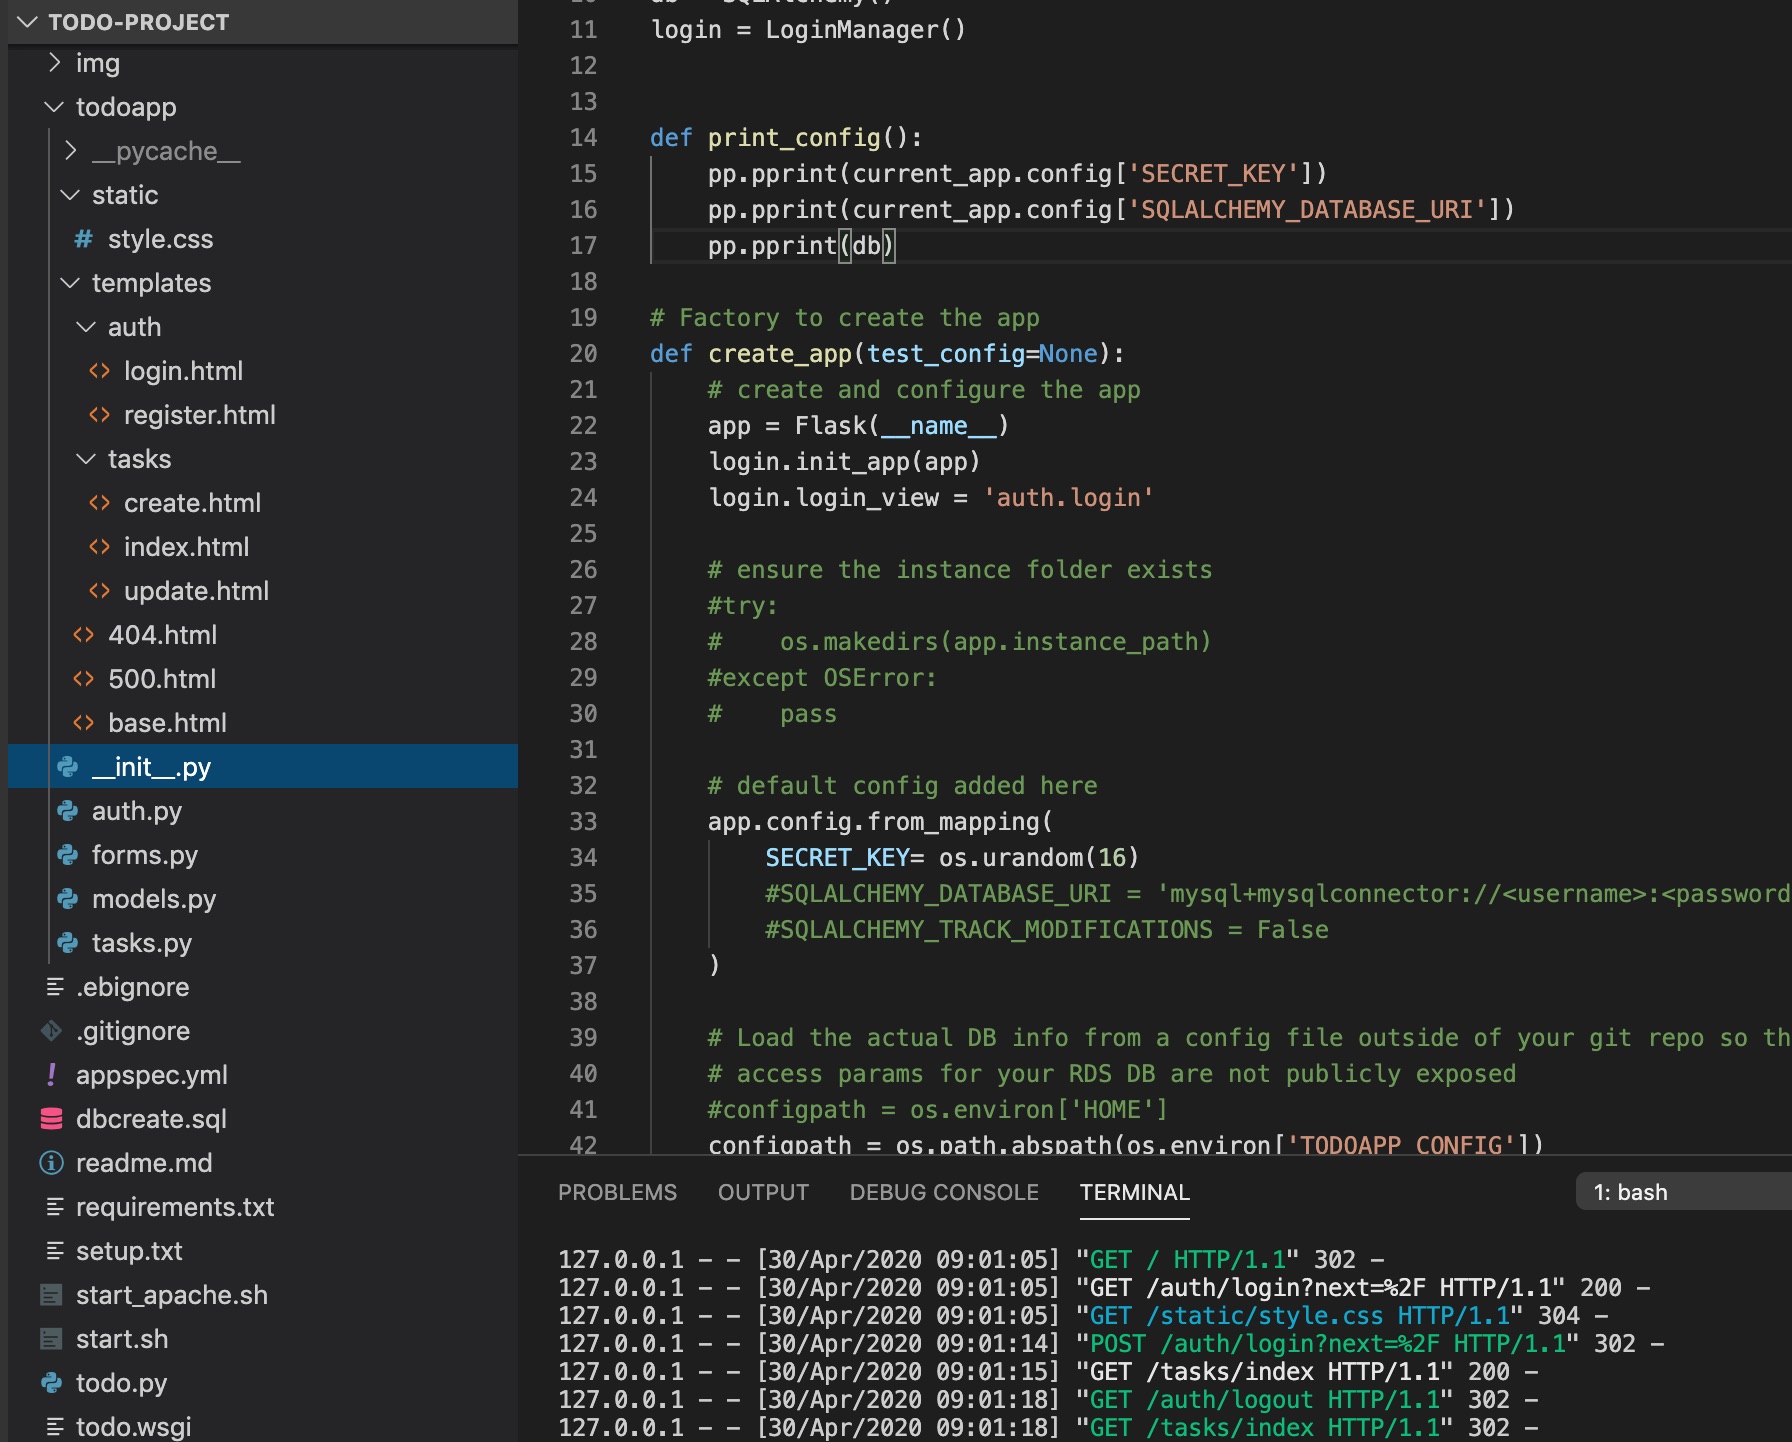 TODO-PROJECT
img
todoapp
__pycache__
static
# style.css
templates
auth
<> login.html
<> register.html
tasks
<> create.html
<> index.html
<> update.html
<> 404.html
<> 500.html
<> base.html
__init__.py
auth.py
forms.py
models.py
tasks.py
.ebignore
.gitignore
! appspec.yml
dbcreate.sql
readme.md
requirements.txt
setup.txt
start_apache.sh
start.sh
todo.py
todo.wsgi
10 db = SQLAlchemy()
11 login = LoginManager()
12
13
14 def print_config():
15     pp.pprint(current_app.config['SECRET_KEY'])
16     pp.pprint(current_app.config['SQLALCHEMY_DATABASE_URI'])
17     pp.pprint(db)
18
19 # Factory to create the app
20 def create_app(test_config=None):
21     # create and configure the app
22     app = Flask(__name__)
23     login.init_app(app)
24     login.login_view = 'auth.login'
25
26     # ensure the instance folder exists
27     #try:
28     #    os.makedirs(app.instance_path)
29     #except OSError:
30     #    pass
31
32     # default config added here
33     app.config.from_mapping(
34         SECRET_KEY= os.urandom(16)
35         #SQLALCHEMY_DATABASE_URI = 'mysql+mysqlconnector://<username>:<password
36         #SQLALCHEMY_TRACK_MODIFICATIONS = False
37     )
38
39     # Load the actual DB info from a config file outside of your git repo so th
40     # access params for your RDS DB are not publicly exposed
41     #configpath = os.environ['HOME']
42     configpath = os.path.abspath(os.environ['TODOAPP_CONFIG'])
PROBLEMS OUTPUT DEBUG CONSOLE TERMINAL 1: bash
127.0.0.1 - - [30/Apr/2020 09:01:05] "GET / HTTP/1.1" 302 -
127.0.0.1 - - [30/Apr/2020 09:01:05] "GET /auth/login?next=%2F HTTP/1.1" 200 -
127.0.0.1 - - [30/Apr/2020 09:01:05] "GET /static/style.css HTTP/1.1" 304 -
127.0.0.1 - - [30/Apr/2020 09:01:14] "POST /auth/login?next=%2F HTTP/1.1" 302 -
127.0.0.1 - - [30/Apr/2020 09:01:15] "GET /tasks/index HTTP/1.1" 200 -
127.0.0.1 - - [30/Apr/2020 09:01:18] "GET /auth/logout HTTP/1.1" 302 -
127.0.0.1 - - [30/Apr/2020 09:01:18] "GET /tasks/index HTTP/1.1" 302 -